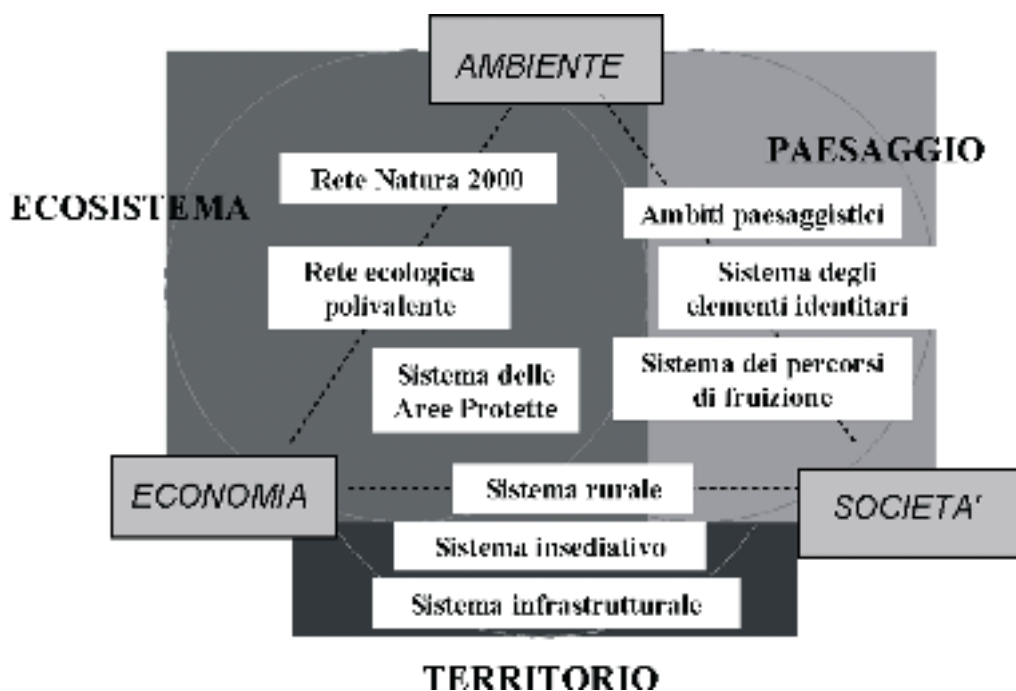 AMBIENTE
PAESAGGIO
ECOSISTEMA
Rete Natura 2000
Ambiti paesaggistici
Rete ecologica
polivalente
Sistema degli
elementi identitari
Sistema delle
Aree Protette
Sistema dei percorsi
di fruizione
ECONOMIA
Sistema rurale
SOCIETA'
Sistema insediativo
Sistema infrastrutturale
TERRITORIO